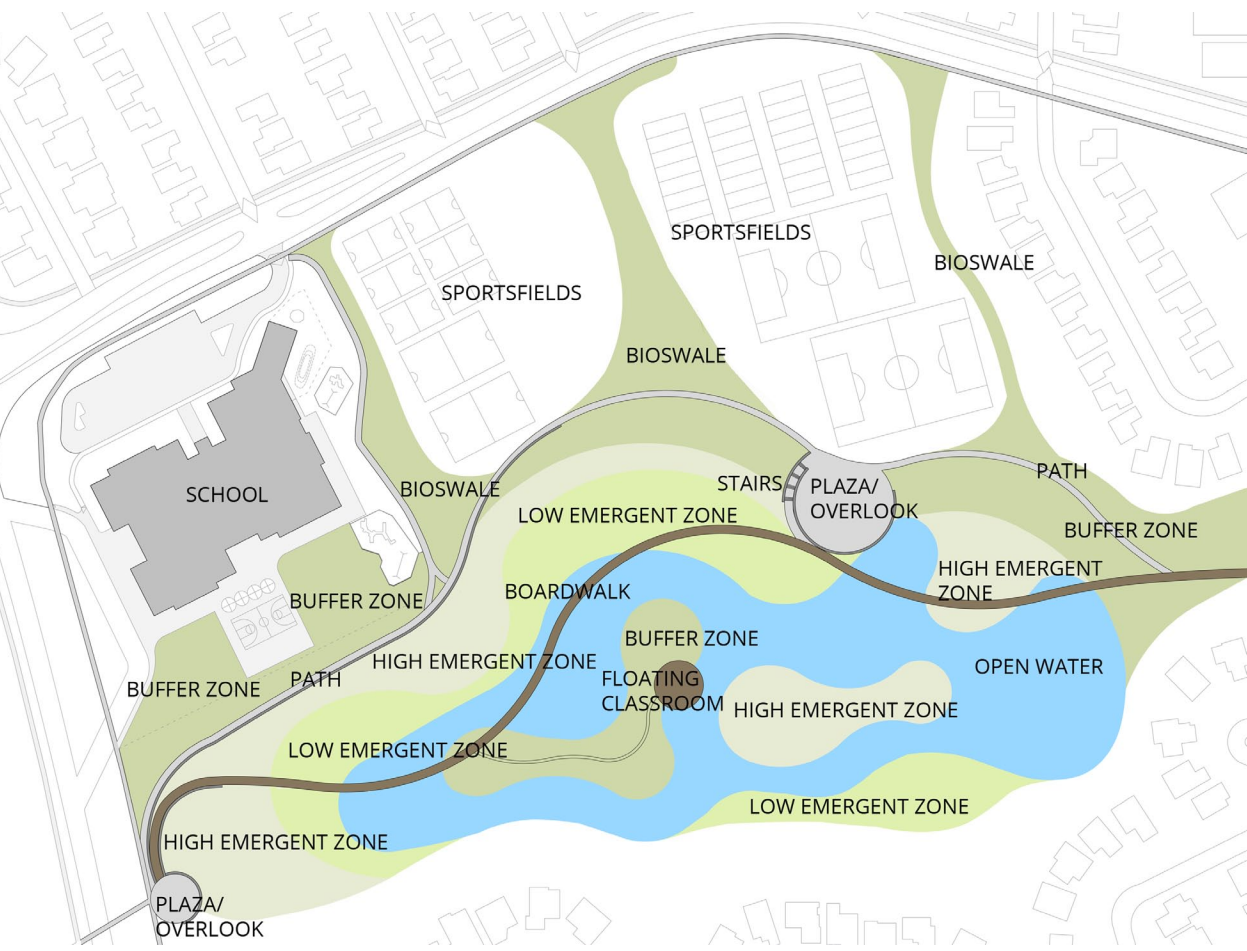 SPORTSFIELDS
BIOSWALE
SPORTSFIELDS
BIOSWALE
PATH
STAIRS
PLAZA/
OVERLOOK
SCHOOL
BIOSWALE
LOW EMERGENT ZONE
BUFFER ZONE
HIGH EMERGENT
ZONE
BOARDWALK
BUFFER ZONE
BUFFER ZONE
HIGH EMERGENT ZONE
OPEN WATER
PATH
FLOATING
CLASSROOM
BUFFER ZONE
HIGH EMERGENT ZONE
LOW EMERGENT ZONE
LOW EMERGENT ZONE
HIGH EMERGENT ZONE
PLAZA/
OVERLOOK